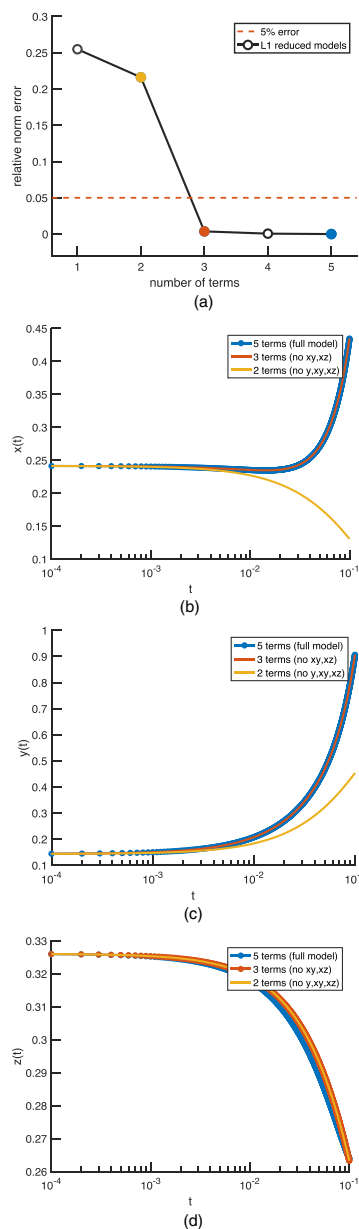 5% error
L1 reduced models
0.3
0.25
0.2
0.15
0.1
0.05
0
relative norm error
1 2 3 4 5
number of terms
(a)
0.45
0.4
0.35
0.3
0.25
0.2
0.15
0.1
x(t)
5 terms (full model)
3 terms (no xy,xz)
2 terms (no y,xy,xz)
10-4 10-3 10-2 10-1
t
(b)
1
0.9
0.8
0.7
0.6
0.5
0.4
0.3
0.2
0.1
y(t)
5 terms (full model)
3 terms (no xy,xz)
2 terms (no y,xy,xz)
10-4 10-3 10-2 10-1
t
(c)
0.33
0.32
0.31
0.3
0.29
0.28
0.27
0.26
z(t)
5 terms (full model)
3 terms (no xy,xz)
2 terms (no y,xy,xz)
10-4 10-3 10-2 10-1
t
(d)